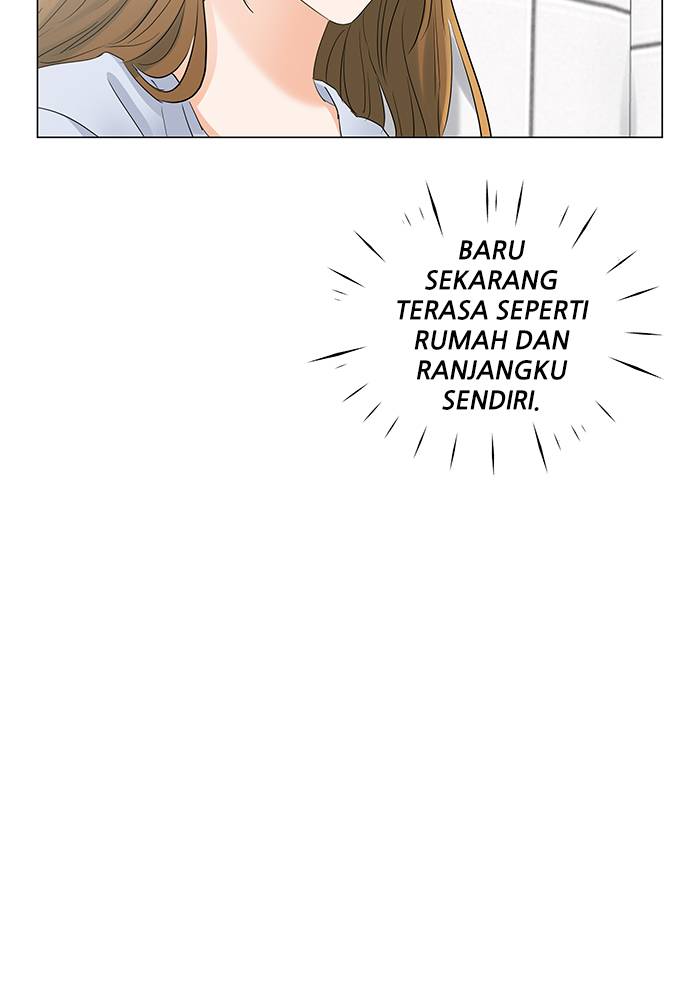 BARU
SEKARANG
TERASA SEPERTI
RUMAH DAN
RANJANGKU
SENDIRI.